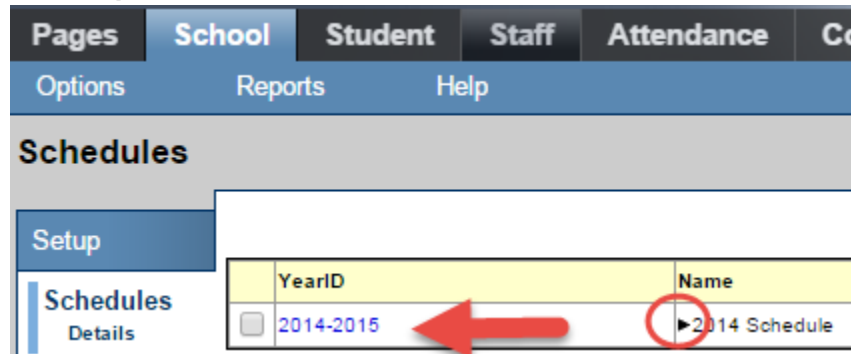 Pages School Student Staff Attendance
Options Reports Help
Schedules
Setup
YearID Name
Schedules
Details
2014-2015 ►2014 Schedule